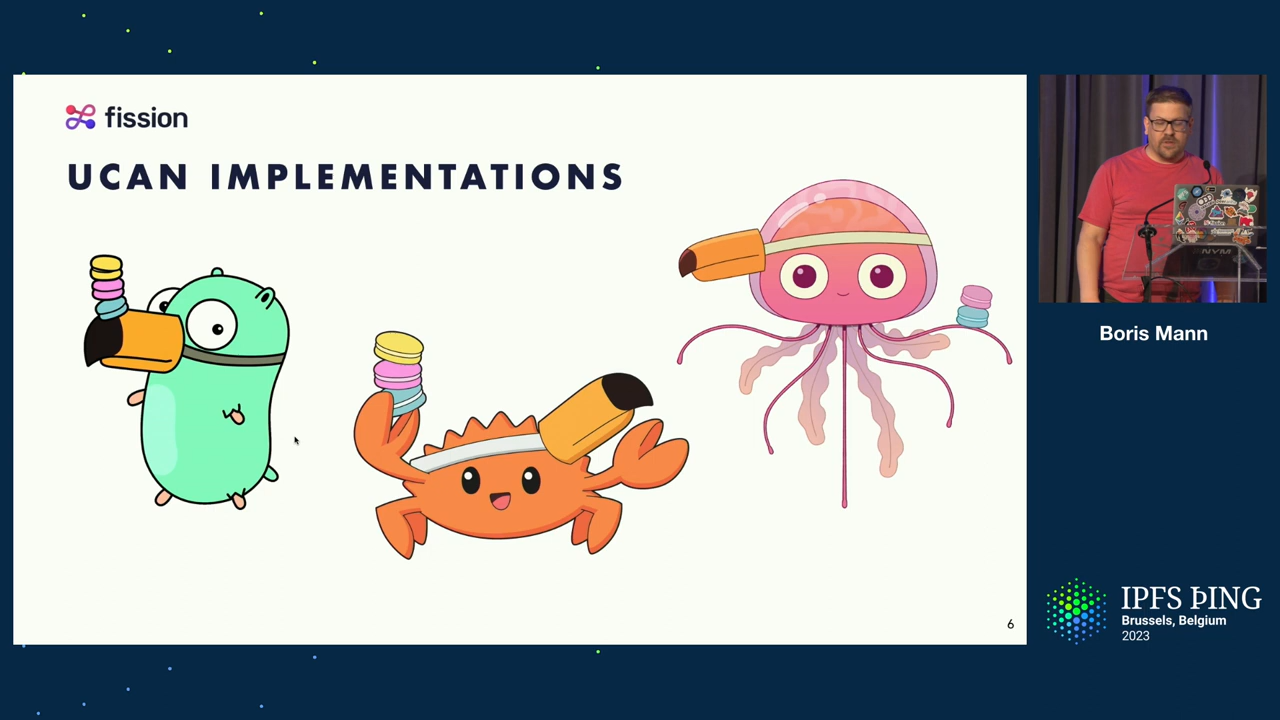 fission
UCAN IMPLEMENTATIONS
6
Boris Mann
IPFS ÞING
Brussels, Belgium
2023